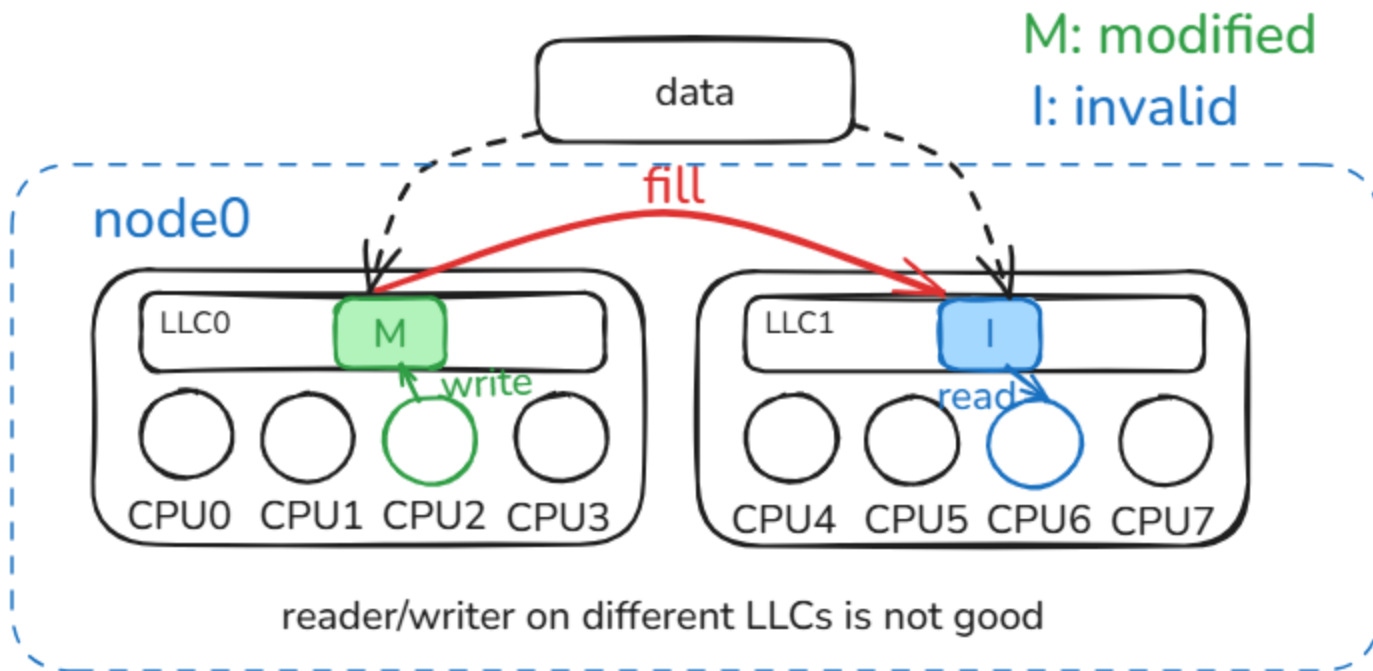 M: modified
data
I: invalid
fill
node0
LLC0
M
LLC1
I
write
read
CPU0 CPU1 CPU2 CPU3 CPU4 CPU5 CPU6 CPU7
reader/writer on different LLCs is not good